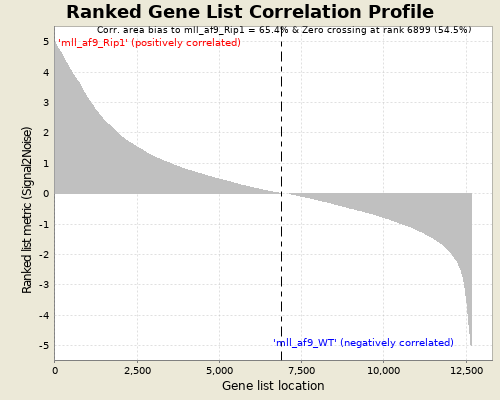 Ranked Gene List Correlation Profile
Corr. area bias to mll_af9_Rip1 = 65.4% & Zero crossing at rank 6899 (54.5%)
'mll_af9_Rip1' (positively correlated)
Ranked list metric (Signal2Noise)
5
4
3
2
1
0
-1
-2
-3
-4
-5
'mll_af9_WT' (negatively correlated)
0 2,500 5,000 7,500 10,000 12,500
Gene list location